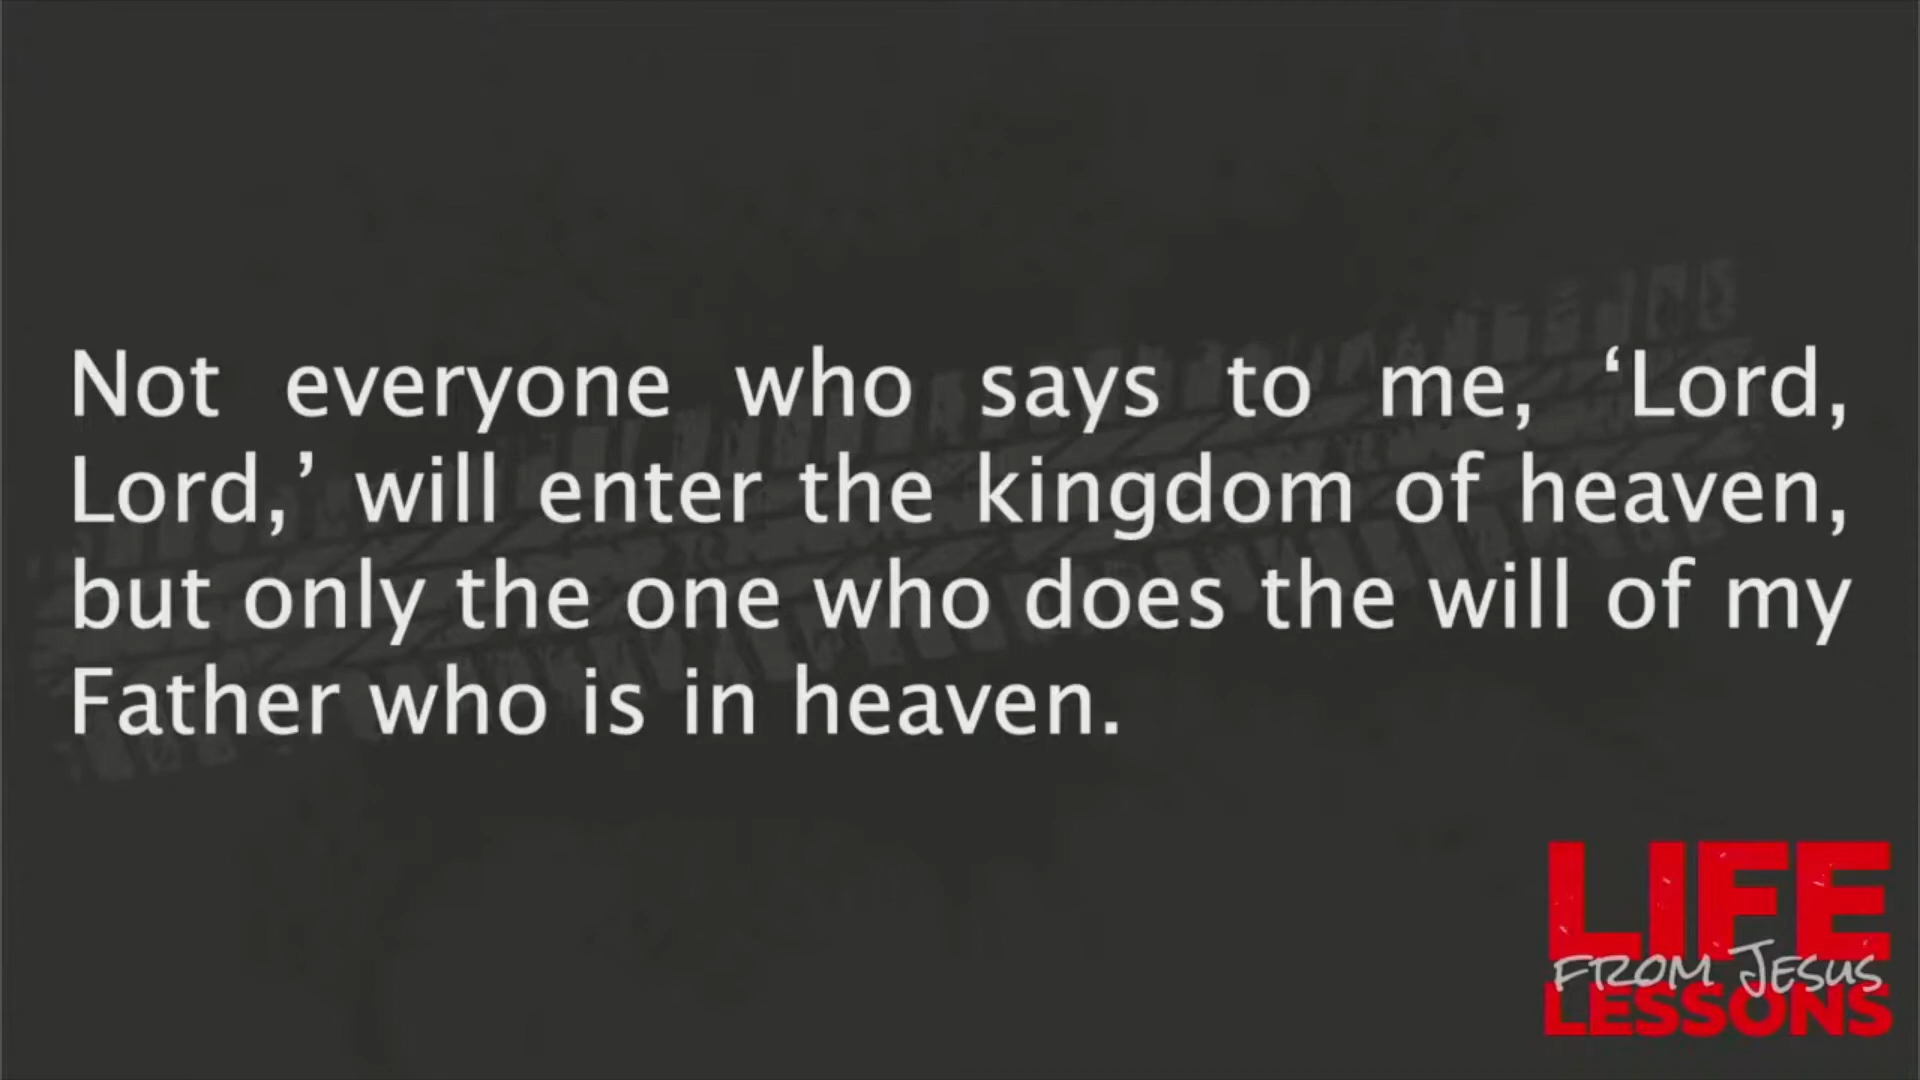 Not everyone who says to me, ‘Lord,
Lord,’ will enter the kingdom of heaven,
but only the one who does the will of my
Father who is in heaven.
LIFE
FROM JESUS
LESSONS